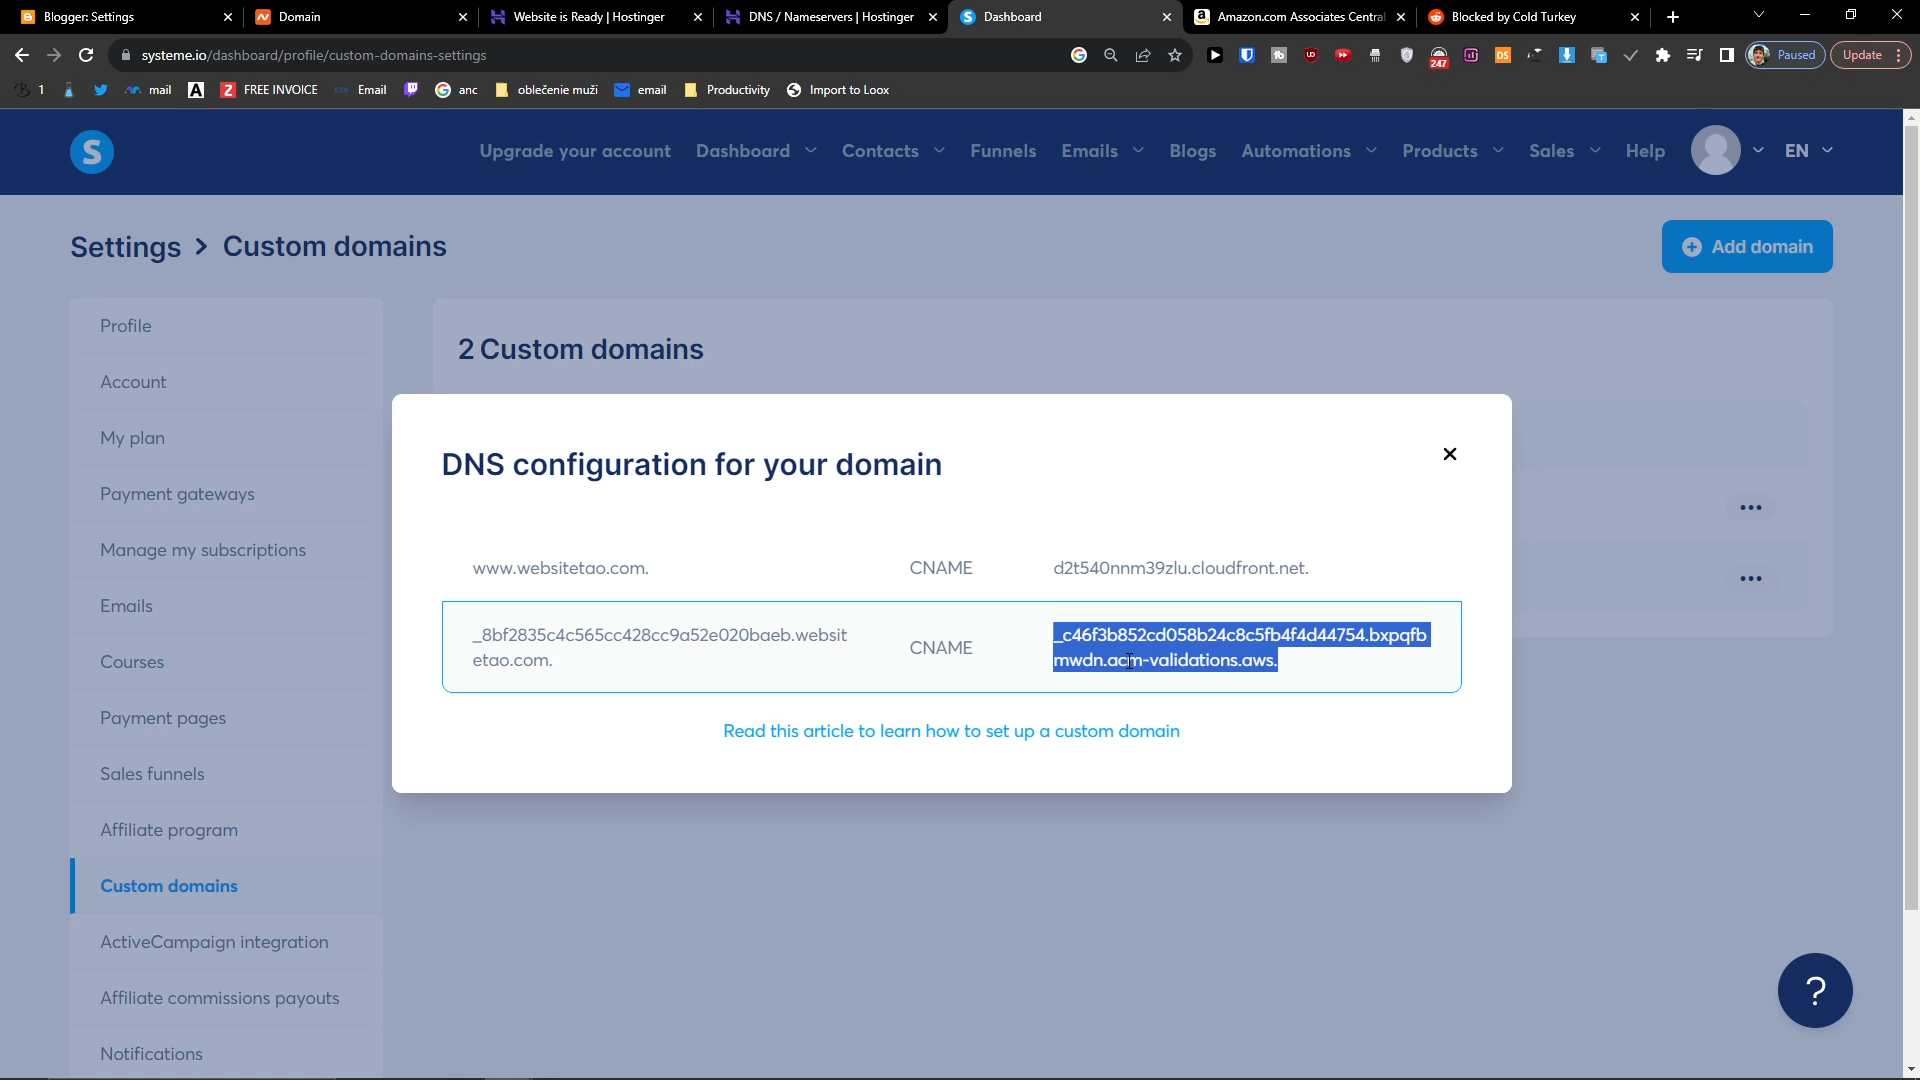 Blogger: Settings
Domain
Website is Ready | Hostinger
DNS / Nameservers | Hostinger
Dashboard
Amazon.com Associates Central
Blocked by Cold Turkey
systeme.io/dashboard/profile/custom-domains-settings
247
DS
Paused
Update
1
mail
A
Z FREE INVOICE
Email
anc
oblečenie muži
email
Productivity
Import to Loox
S
Upgrade your account
Dashboard
Contacts
Funnels
Emails
Blogs
Automations
Products
Sales
Help
EN
Settings > Custom domains
Add domain
Profile
Account
My plan
Payment gateways
Manage my subscriptions
Emails
Courses
Payment pages
Sales funnels
Affiliate program
Custom domains
ActiveCampaign integration
Affiliate commissions payouts
Notifications
2 Custom domains
DNS configuration for your domain
www.websitetao.com. CNAME d2t540nnm39zlu.cloudfront.net.
_8bf2835c4c565cc428cc9a52e020baeb.websit
etao.com.
CNAME
_c46f3b852cd058b24c8c5fb4f4d44754.bxpqfb
mwdn.acm-validations.aws.
Read this article to learn how to set up a custom domain
?